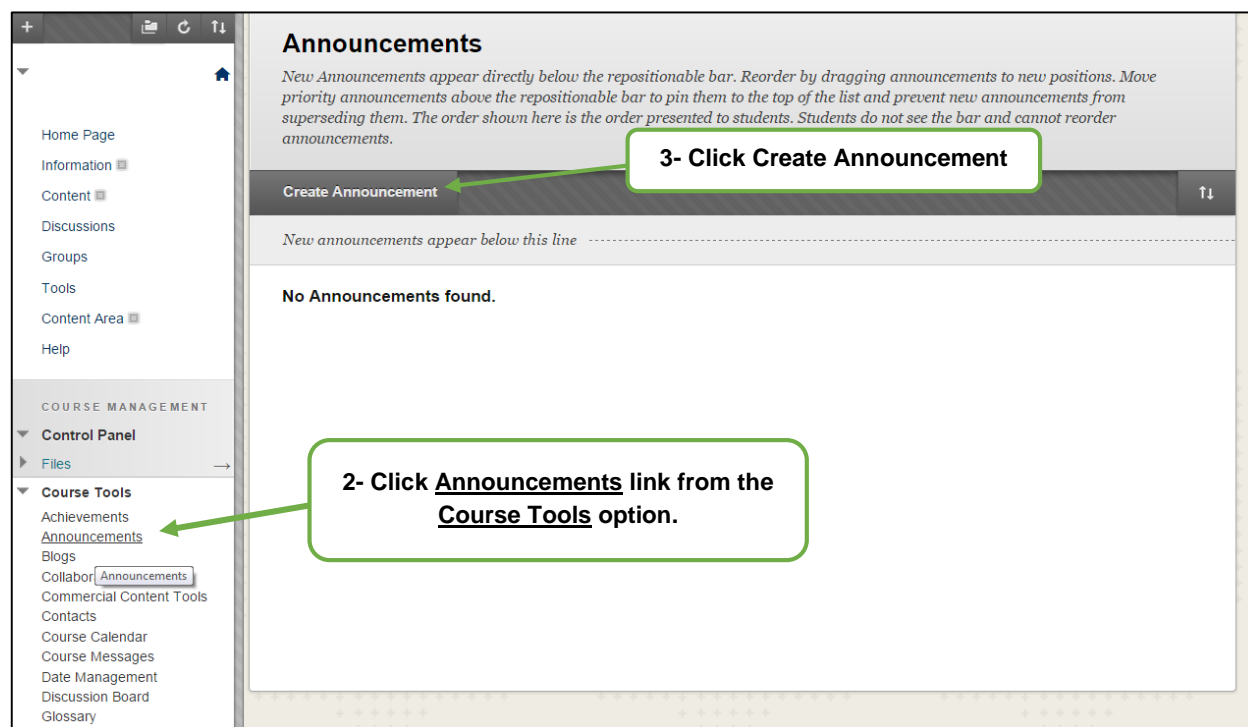 Home Page
Information
Content
Discussions
Groups
Tools
Content Area
Help
COURSE MANAGEMENT
Control Panel
Files
Course Tools
Achievements
Announcements
Blogs
Collabor
Announcements
Commercial Content Tools
Contacts
Course Calendar
Course Messages
Date Management
Discussion Board
Glossary
Announcements
New Announcements appear directly below the repositionable bar. Reorder by dragging announcements to new positions. Move
priority announcements above the repositionable bar to pin them to the top of the list and prevent new announcements from
superseding them. The order shown here is the order presented to students. Students do not see the bar and cannot reorder
announcements.
3- Click Create Announcement
Create Announcement
New announcements appear below this line
No Announcements found.
2- Click Announcements link from the
Course Tools option.